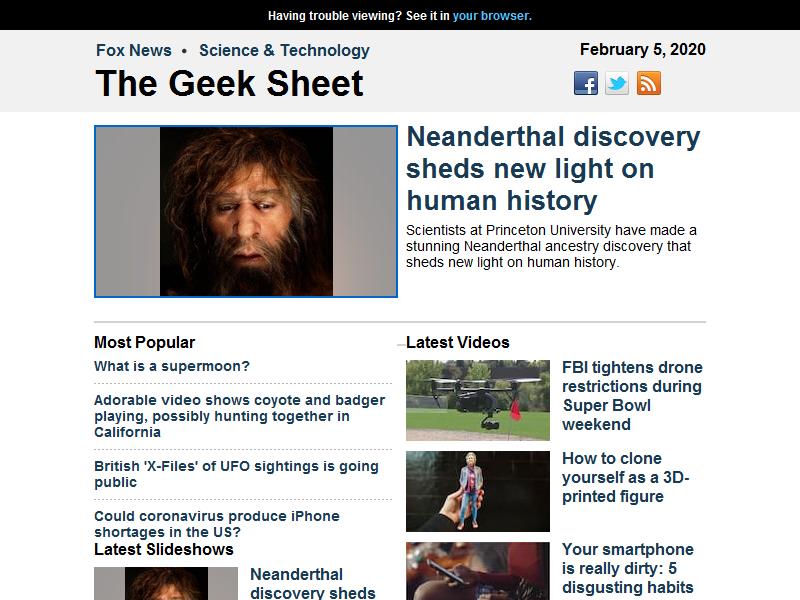 Having trouble viewing? See it in your browser.
Fox News • Science & Technology
February 5, 2020
The Geek Sheet
Neanderthal discovery
sheds new light on
human history
Scientists at Princeton University have made a
stunning Neanderthal ancestry discovery that
sheds new light on human history.
Most Popular
What is a supermoon?
Adorable video shows coyote and badger
playing, possibly hunting together in
California
British 'X-Files' of UFO sightings is going
public
Could coronavirus produce iPhone
shortages in the US?
Latest Slideshows
Neanderthal
discovery sheds
Latest Videos
FBI tightens drone
restrictions during
Super Bowl
weekend
How to clone
yourself as a 3D-
printed figure
Your smartphone
is really dirty: 5
disgusting habits